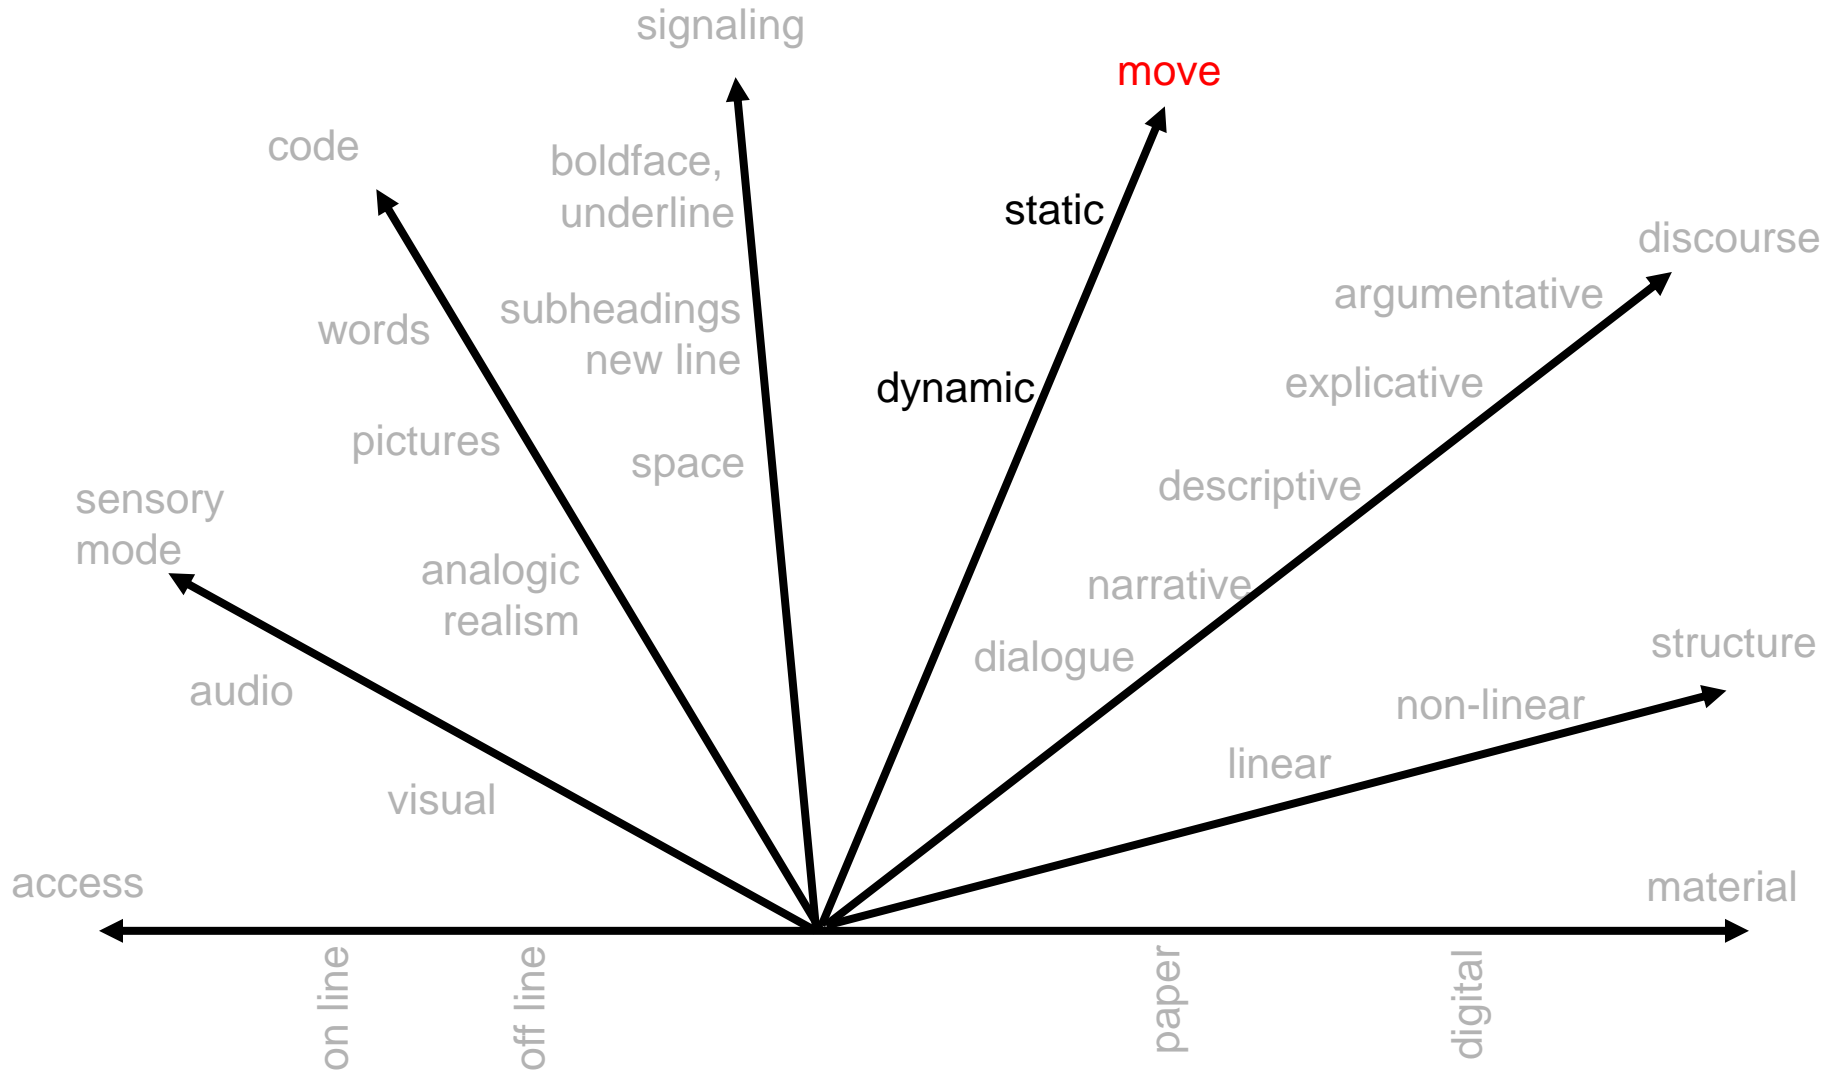 signaling
move
code
boldface,
underline
static
discourse
argumentative
subheadings
new line
words
dynamic
explicative
pictures
space
descriptive
sensory
mode
analogic
realism
narrative
dialogue
structure
audio
non-linear
linear
visual
access
material
on line
off line
paper
digital